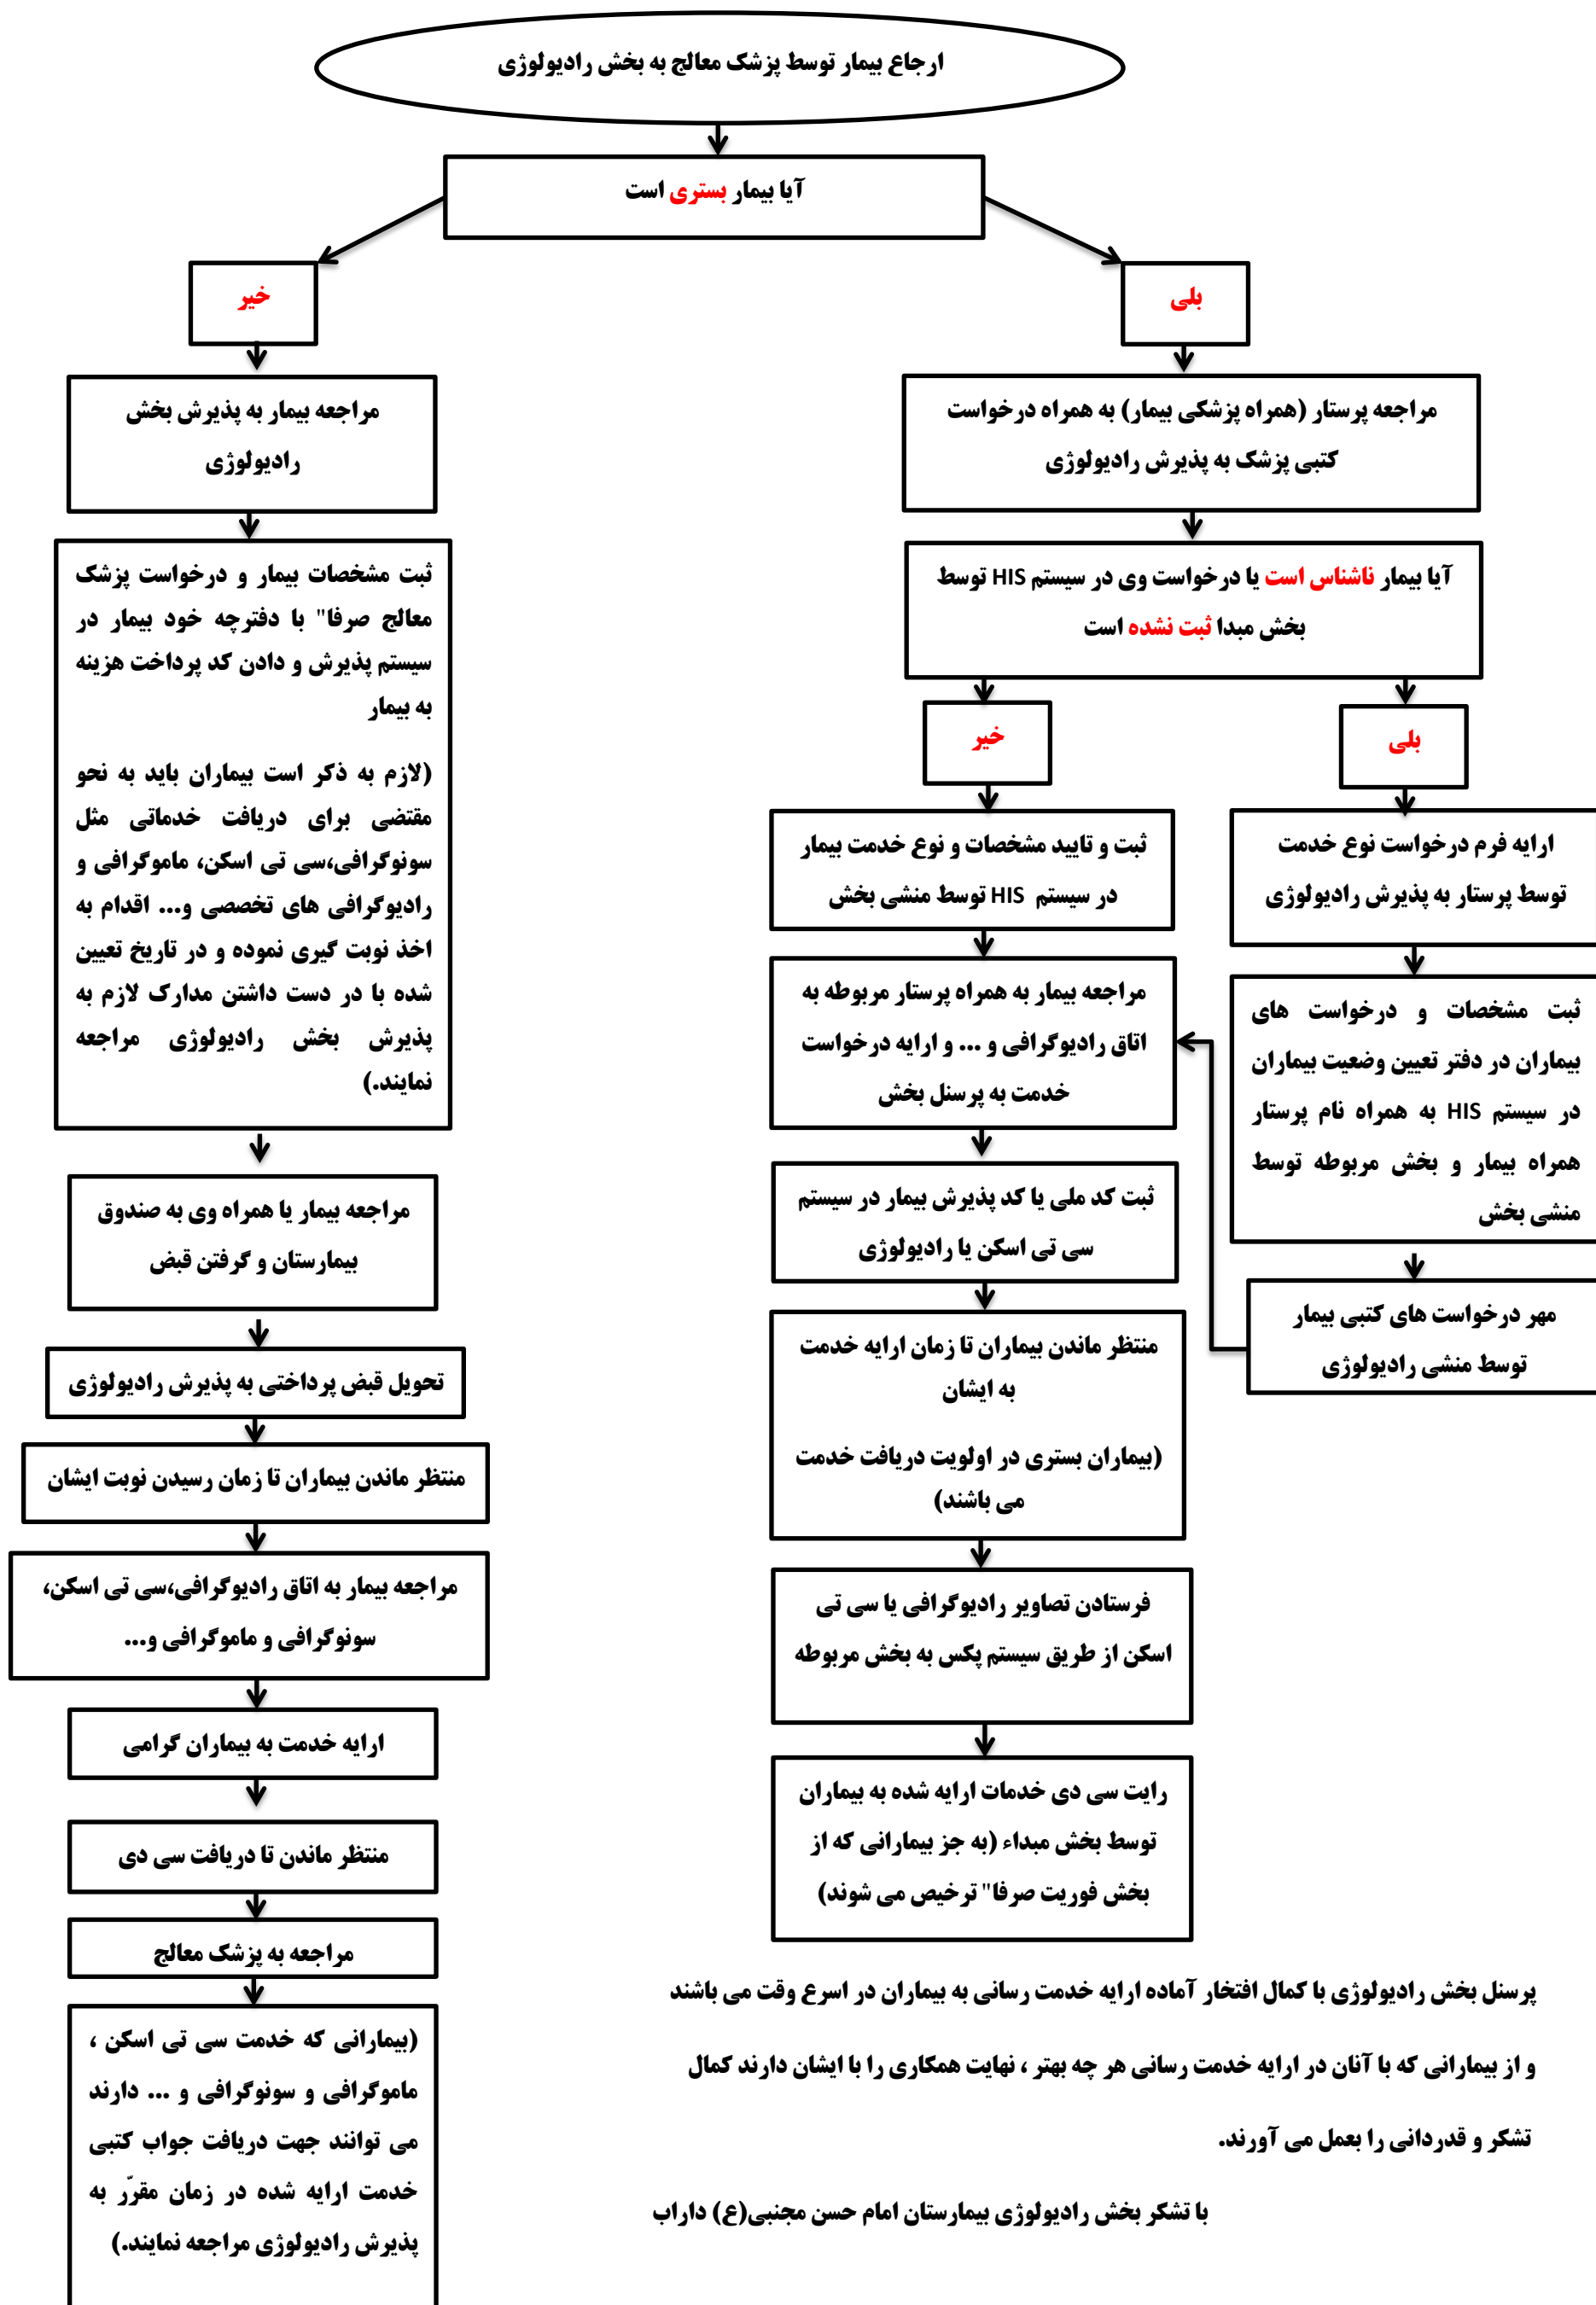 ارجاع بیمار توسط پزشک معالج به بخش رادیولوژی
آیا بیمار بستری است
بلی
مراجعه پرستار (همراه پزشکی بیمار) به همراه درخواست
کتبی پزشک به پذیرش رادیولوژی
آیا بیمار ناشناس است یا درخواست وی در سیستم HIS توسط
بخش مبدا ثبت نشده است
بلی
ارایه فرم درخواست نوع خدمت
توسط پرستار به پذیرش رادیولوژی
ثبت مشخصات و درخواست های
بیماران در دفتر تعیین وضعیت بیماران
در سیستم HIS به همراه نام پرستار
همراه بیمار و بخش مربوطه توسط
منشی بخش
مهر درخواست های کتبی بیمار
توسط منشی رادیولوژی
خیر
ثبت و تایید مشخصات و نوع خدمت بیمار
در سیستم HIS توسط منشی بخش
مراجعه بیمار به همراه پرستار مربوطه به
اتاق رادیوگرافی و ... و ارایه درخواست
خدمت به پرسنل بخش
ثبت کد ملی یا کد پذیرش بیمار در سیستم
سی تی اسکن یا رادیولوژی
منتظر ماندن بیماران تا زمان ارایه خدمت
به ایشان
(بیماران بستری در اولویت دریافت خدمت
می باشند)
فرستادن تصاویر رادیوگرافی یا سی تی
اسکن از طریق سیستم پکس به بخش مربوطه
رایت سی دی خدمات ارایه شده به بیماران
توسط بخش مبداء (به جز بیمارانی که از
بخش فوریت صرفا" ترخیص می شوند)
خیر
مراجعه بیمار به پذیرش بخش
رادیولوژی
ثبت مشخصات بیمار و درخواست پزشک
معالج صرفا" با دفترچه خود بیمار در
سیستم پذیرش و دادن کد پرداخت هزینه
به بیمار
(لازم به ذکر است بیماران باید به نحو
مقتضی برای دریافت خدماتی مثل
سونوگرافی،سی تی اسکن، ماموگرافی و
رادیوگرافی های تخصصی و... اقدام به
اخذ نوبت گیری نموده و در تاریخ تعیین
شده با در دست داشتن مدارک لازم به
پذیرش بخش رادیولوژی مراجعه
نمایند.)
مراجعه بیمار یا همراه وی به صندوق
بیمارستان و گرفتن قبض
تحویل قبض پرداختی به پذیرش رادیولوژی
منتظر ماندن بیماران تا زمان رسیدن نوبت ایشان
مراجعه بیمار به اتاق رادیوگرافی،سی تی اسکن،
سونوگرافی و ماموگرافی و...
ارایه خدمت به بیماران گرامی
منتظر ماندن تا دریافت سی دی
مراجعه به پزشک معالج
(بیمارانی که خدمت سی تی اسکن ،
ماموگرافی و سونوگرافی و ... دارند
می توانند جهت دریافت جواب کتبی
خدمت ارایه شده در زمان مقرّر به
پذیرش رادیولوژی مراجعه نمایند.)
پرسنل بخش رادیولوژی با کمال افتخار آماده ارایه خدمت رسانی به بیماران در اسرع وقت می باشند
و از بیمارانی که با آنان در ارایه خدمت رسانی هر چه بهتر ، نهایت همکاری را با ایشان دارند کمال
تشکر و قدردانی را بعمل می آورند.
با تشکر بخش رادیولوژی بیمارستان امام حسن مجتبی(ع) داراب